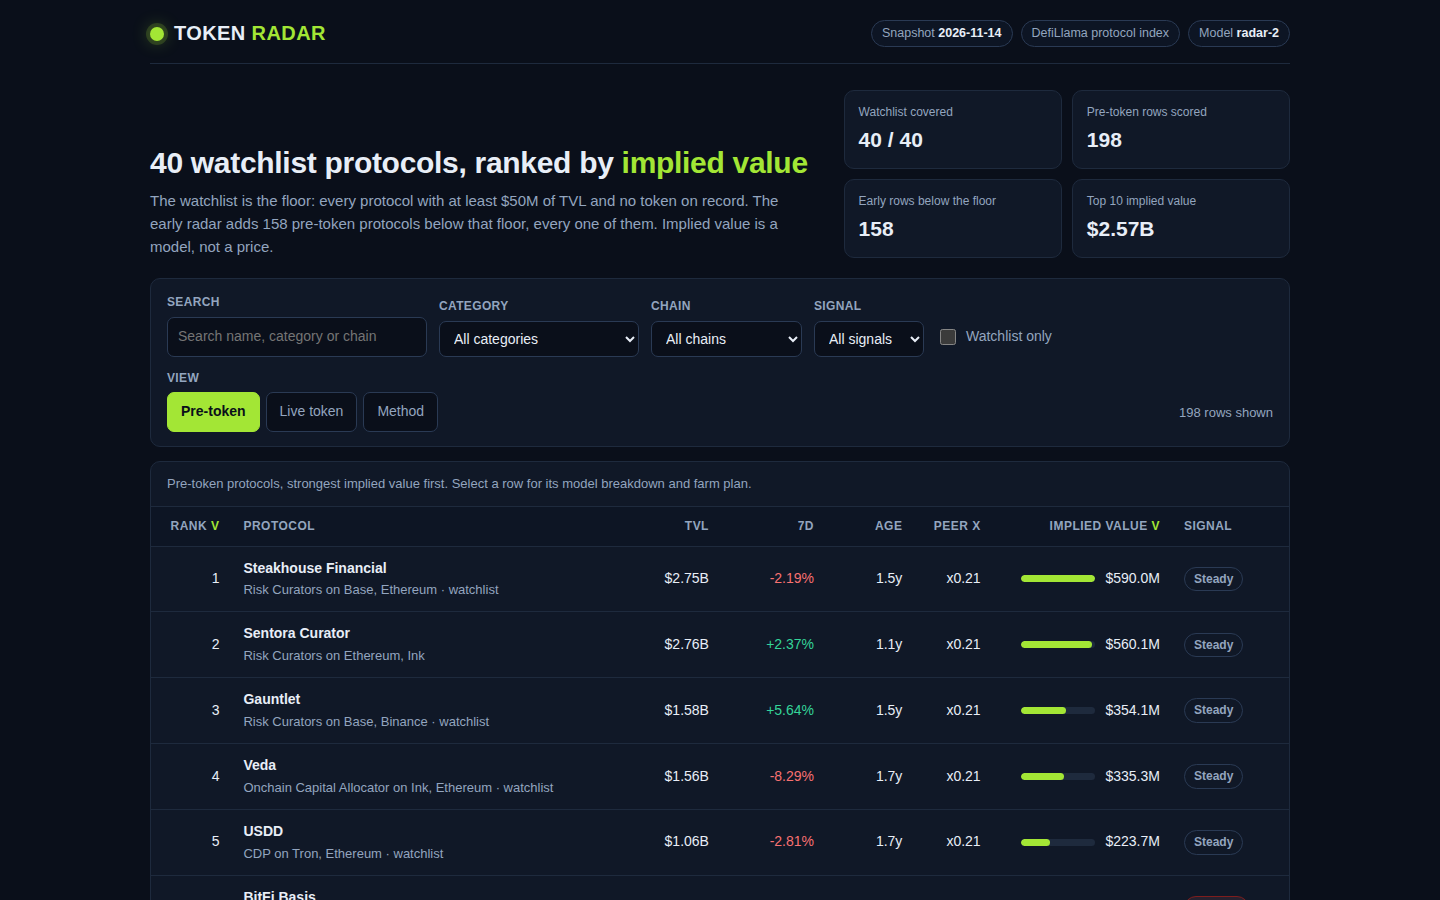 TOKEN RADAR
Snapshot 2026-11-14
DefiLlama protocol index
Model radar-2
40 watchlist protocols, ranked by implied value
The watchlist is the floor: every protocol with at least $50M of TVL and no token on record. The
early radar adds 158 pre-token protocols below that floor, every one of them. Implied value is a
model, not a price.
Watchlist covered
40 / 40
Pre-token rows scored
198
Early rows below the floor
158
Top 10 implied value
$2.57B
SEARCH
Search name, category or chain
CATEGORY
All categories
CHAIN
All chains
SIGNAL
All signals
Watchlist only
VIEW
Pre-token
Live token
Method
198 rows shown
Pre-token protocols, strongest implied value first. Select a row for its model breakdown and farm plan.
RANK V PROTOCOL TVL 7D AGE PEER X IMPLIED VALUE V SIGNAL
1 Steakhouse Financial $2.75B -2.19% 1.5y x0.21 $590.0M Steady
Risk Curators on Base, Ethereum · watchlist
2 Sentora Curator $2.76B +2.37% 1.1y x0.21 $560.1M Steady
Risk Curators on Ethereum, Ink
3 Gauntlet $1.58B +5.64% 1.5y x0.21 $354.1M Steady
Risk Curators on Base, Binance · watchlist
4 Veda $1.56B -8.29% 1.7y x0.21 $335.3M Steady
Onchain Capital Allocator on Ink, Ethereum · watchlist
5 USDD $1.06B -2.81% 1.7y x0.21 $223.7M Steady
CDP on Tron, Ethereum · watchlist
BitFi Basis